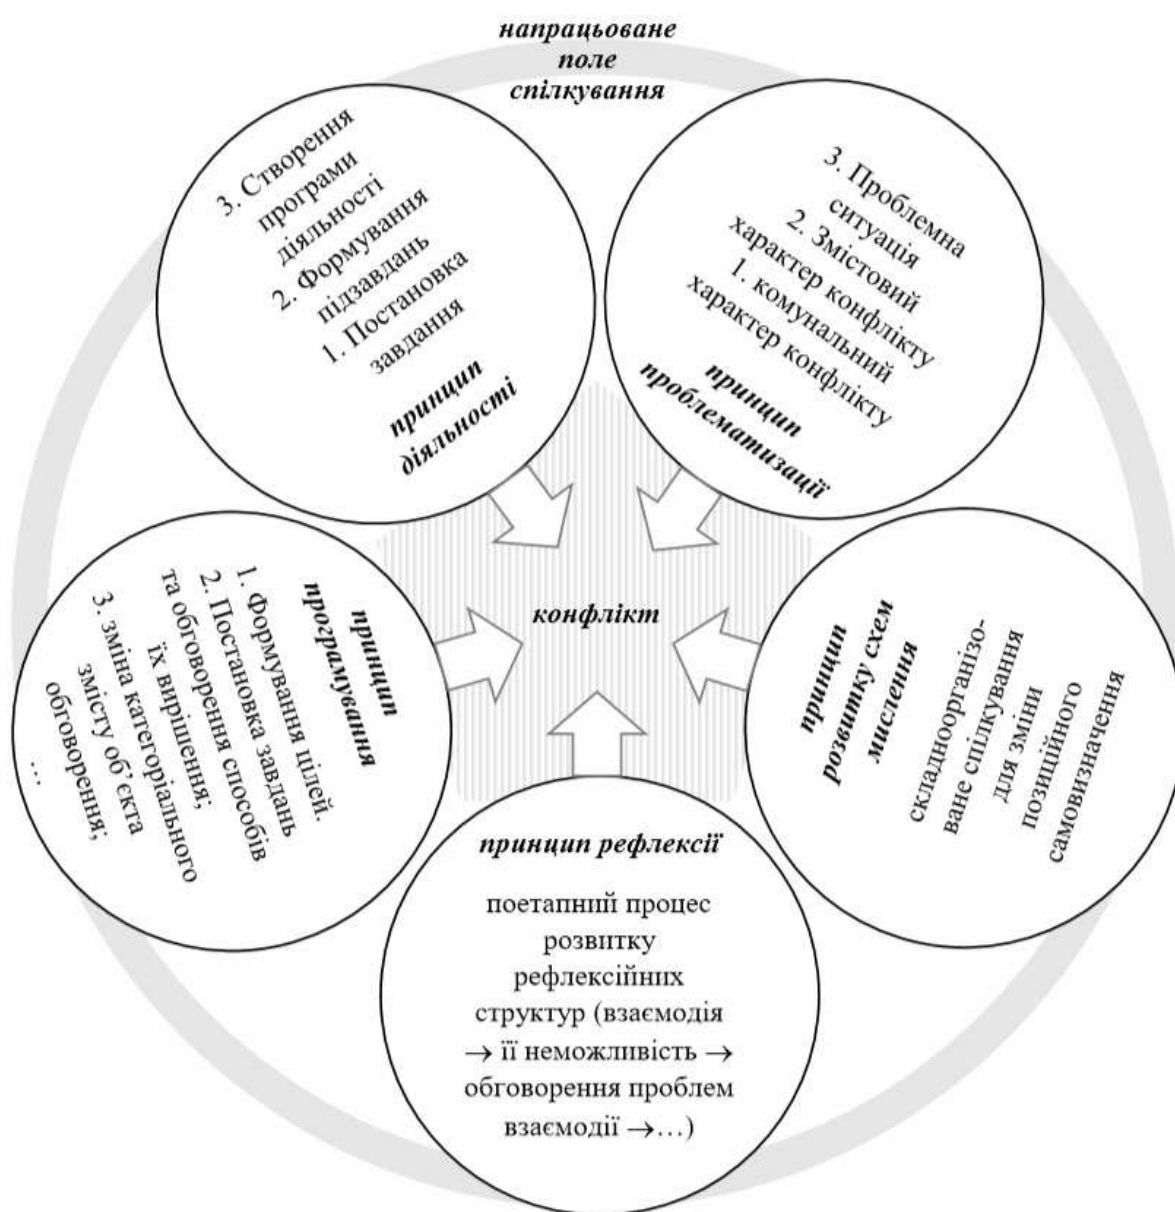 напрацьоване
поле
спілкування
3. Створення
програми
діяльності
2. Формування
підзавдань
1. Постановка
завдання
принцип
діяльності
3. Проблемна
ситуація
2. Змістовий
характер конфлікту
1. комунальний
характер конфлікту
принцип
проблематизації
принцип
програмування
1. Формування цілей.
2. Постановка завдань
та обговорення способів
їх вирішення;
3. зміна категоріального
змісту об’єкта
обговорення;
…
конфлікт
принцип
розвитку схем
мислення
складноорганізо-
ване спілкування
для зміни
позиційного
самовизначення
принцип рефлексії
поетапний процес
розвитку
рефлексійних
структур (взаємодія
→ її неможливість →
обговорення проблем
взаємодії →…)